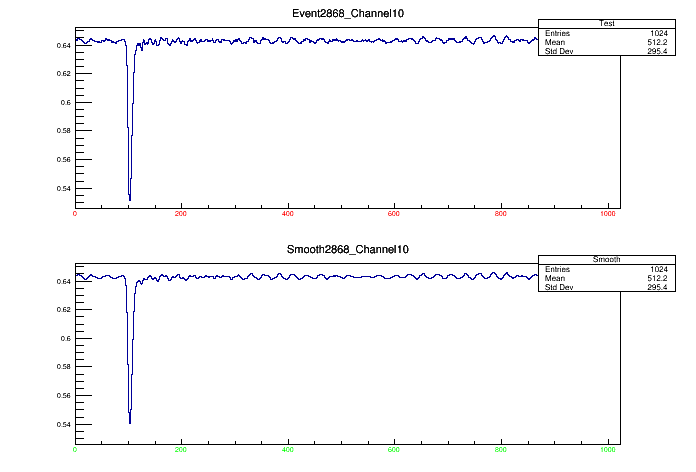 Event2868_Channel10
Test
Entries 1024
Mean 512.2
Std Dev 295.4
0.64
0.62
0.6
0.58
0.56
0.54
0 200 400 600 800 1000
Smooth2868_Channel10
Smooth
Entries 1024
Mean 512.2
Std Dev 295.4
0.64
0.62
0.6
0.58
0.56
0.54
0 200 400 600 800 1000